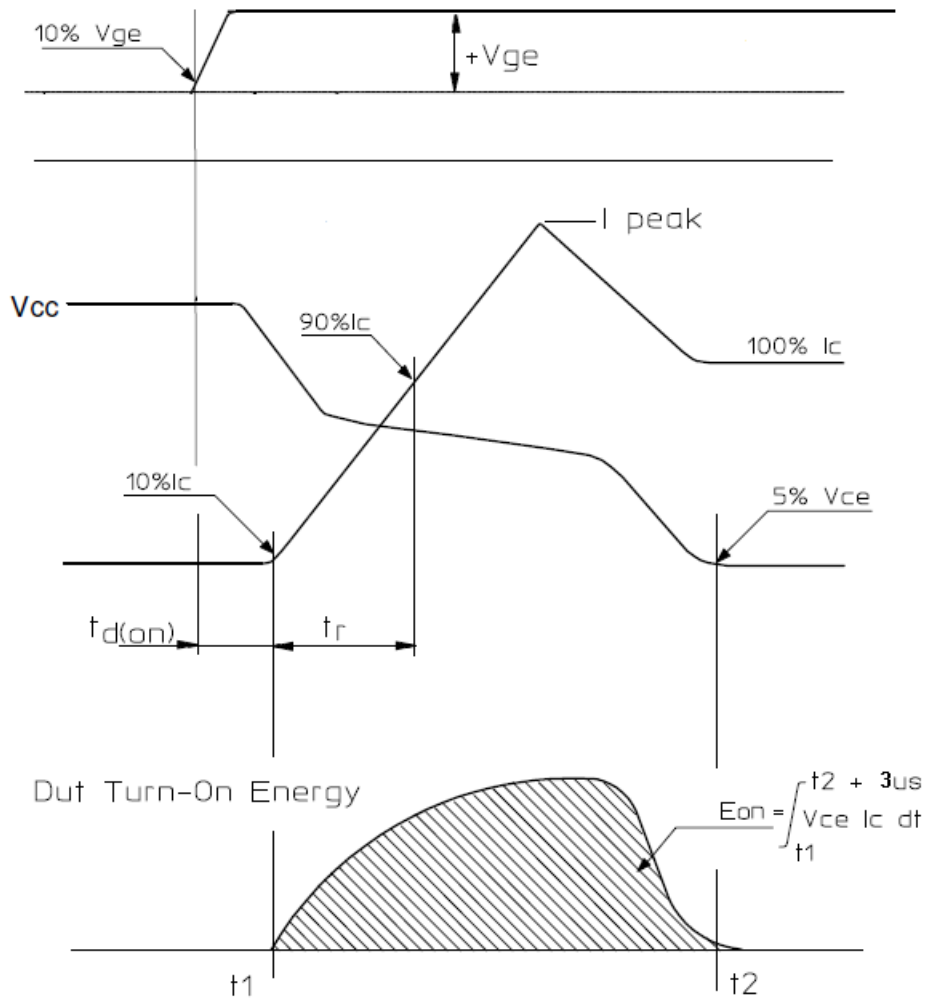 10% Vge
+Vge
I peak
Vcc
90%Ic
100% Ic
10%Ic
5% Vce
td(on)
tr
Dut Turn-On Energy
t2 + 3us
Eon = ∫ Vce Ic dt
t1
t1
t2